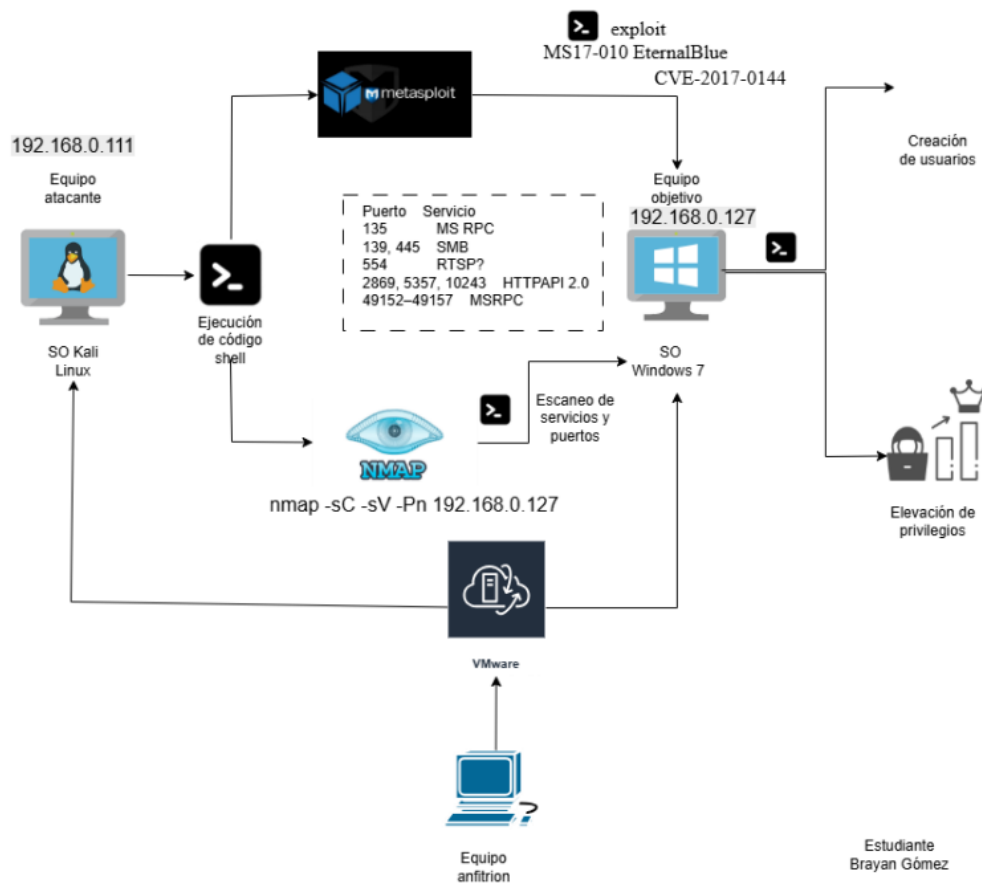 exploit
MS17-010 EternalBlue
CVE-2017-0144
metasploit
192.168.0.111
Equipo
atacante
Creación
de usuarios
Equipo
objetivo
192.168.0.127
Puerto Servicio
135 MS RPC
139, 445 SMB
554 RTSP?
2869, 5357, 10243 HTTPAPI 2.0
49152–49157 MSRPC
Ejecución
de código
shell
SO Kali
Linux
SO
Windows 7
Escaneo de
servicios y
puertos
NMAP
nmap -sC -sV -Pn 192.168.0.127
Elevación de
privilegios
VMware
Equipo
anfitrion
Estudiante
Brayan Gómez